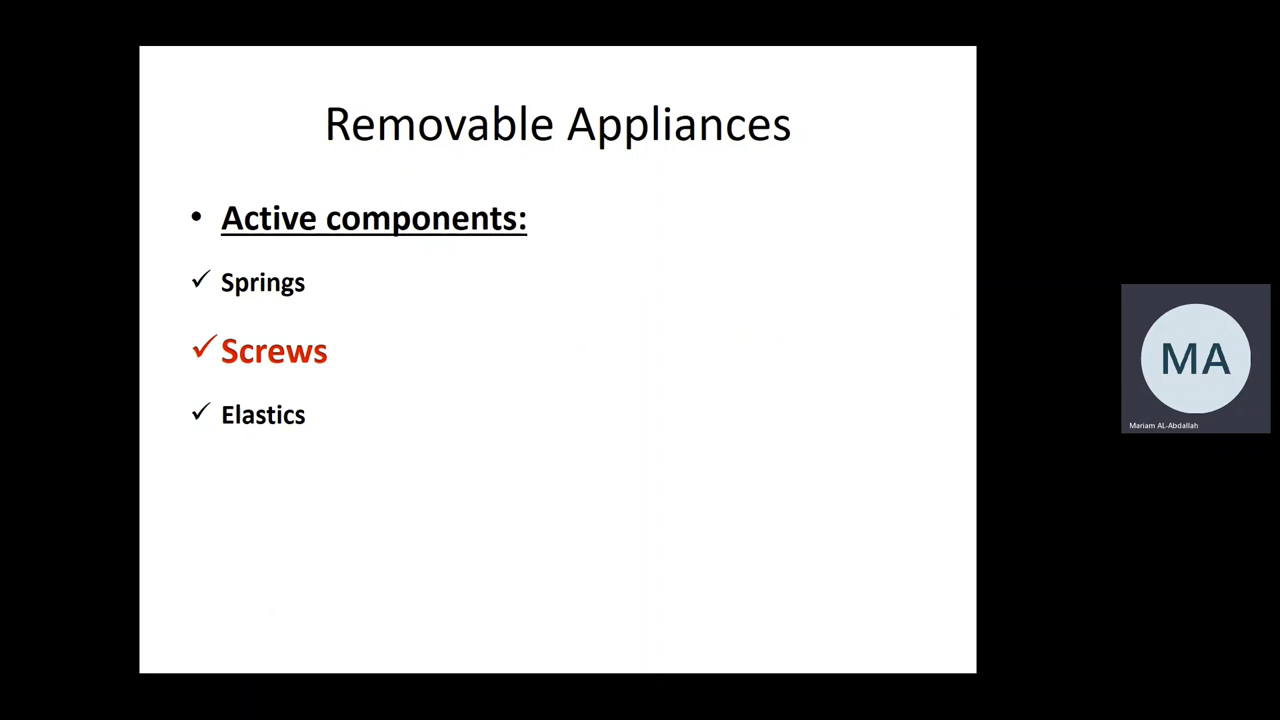 Removable Appliances
• Active components:
✓ Springs
✓ Screws
✓ Elastics
MA
Mariam AL-Abdallah